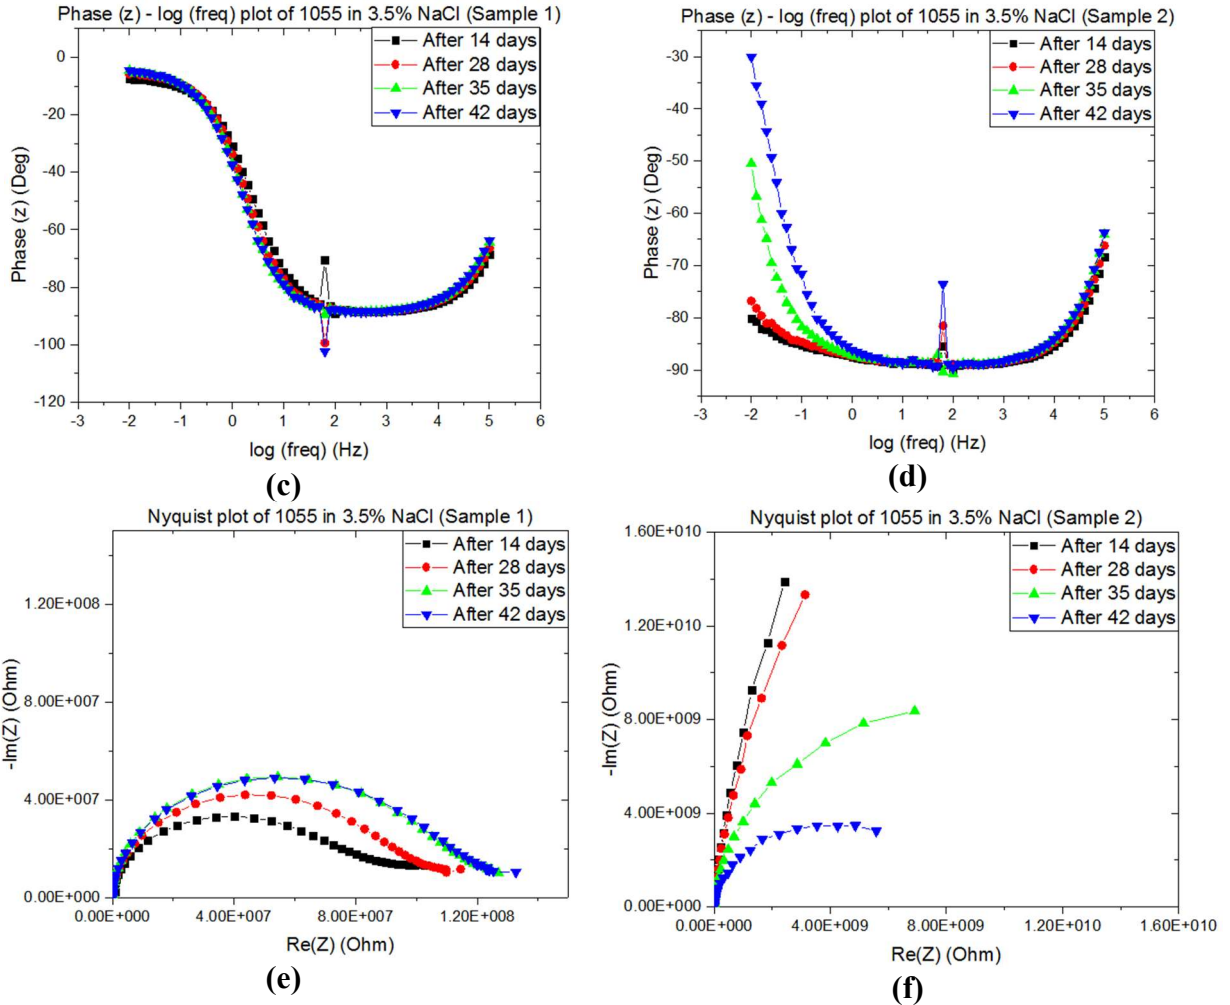 Phase (z) - log (freq) plot of 1055 in 3.5% NaCl (Sample 1)
After 14 days
After 28 days
After 35 days
After 42 days
0
-20
-40
-60
-80
-100
-120
Phase (z) (Deg)
-3 -2 -1 0 1 2 3 4 5 6
log (freq) (Hz)
(c)
Phase (z) - log (freq) plot of 1055 in 3.5% NaCl (Sample 2)
After 14 days
After 28 days
After 35 days
After 42 days
-30
-40
-50
-60
-70
-80
-90
Phase (z) (Deg)
-3 -2 -1 0 1 2 3 4 5 6
log (freq) (Hz)
(d)
Nyquist plot of 1055 in 3.5% NaCl (Sample 1)
After 14 days
After 28 days
After 35 days
After 42 days
1.20E+008
8.00E+007
4.00E+007
0.00E+000
-Im(Z) (Ohm)
0.00E+000 4.00E+007 8.00E+007 1.20E+008
Re(Z) (Ohm)
(e)
Nyquist plot of 1055 in 3.5% NaCl (Sample 2)
After 14 days
After 28 days
After 35 days
After 42 days
1.60E+010
1.20E+010
8.00E+009
4.00E+009
0.00E+000
-Im(Z) (Ohm)
0.00E+000 4.00E+009 8.00E+009 1.20E+010 1.60E+010
Re(Z) (Ohm)
(f)